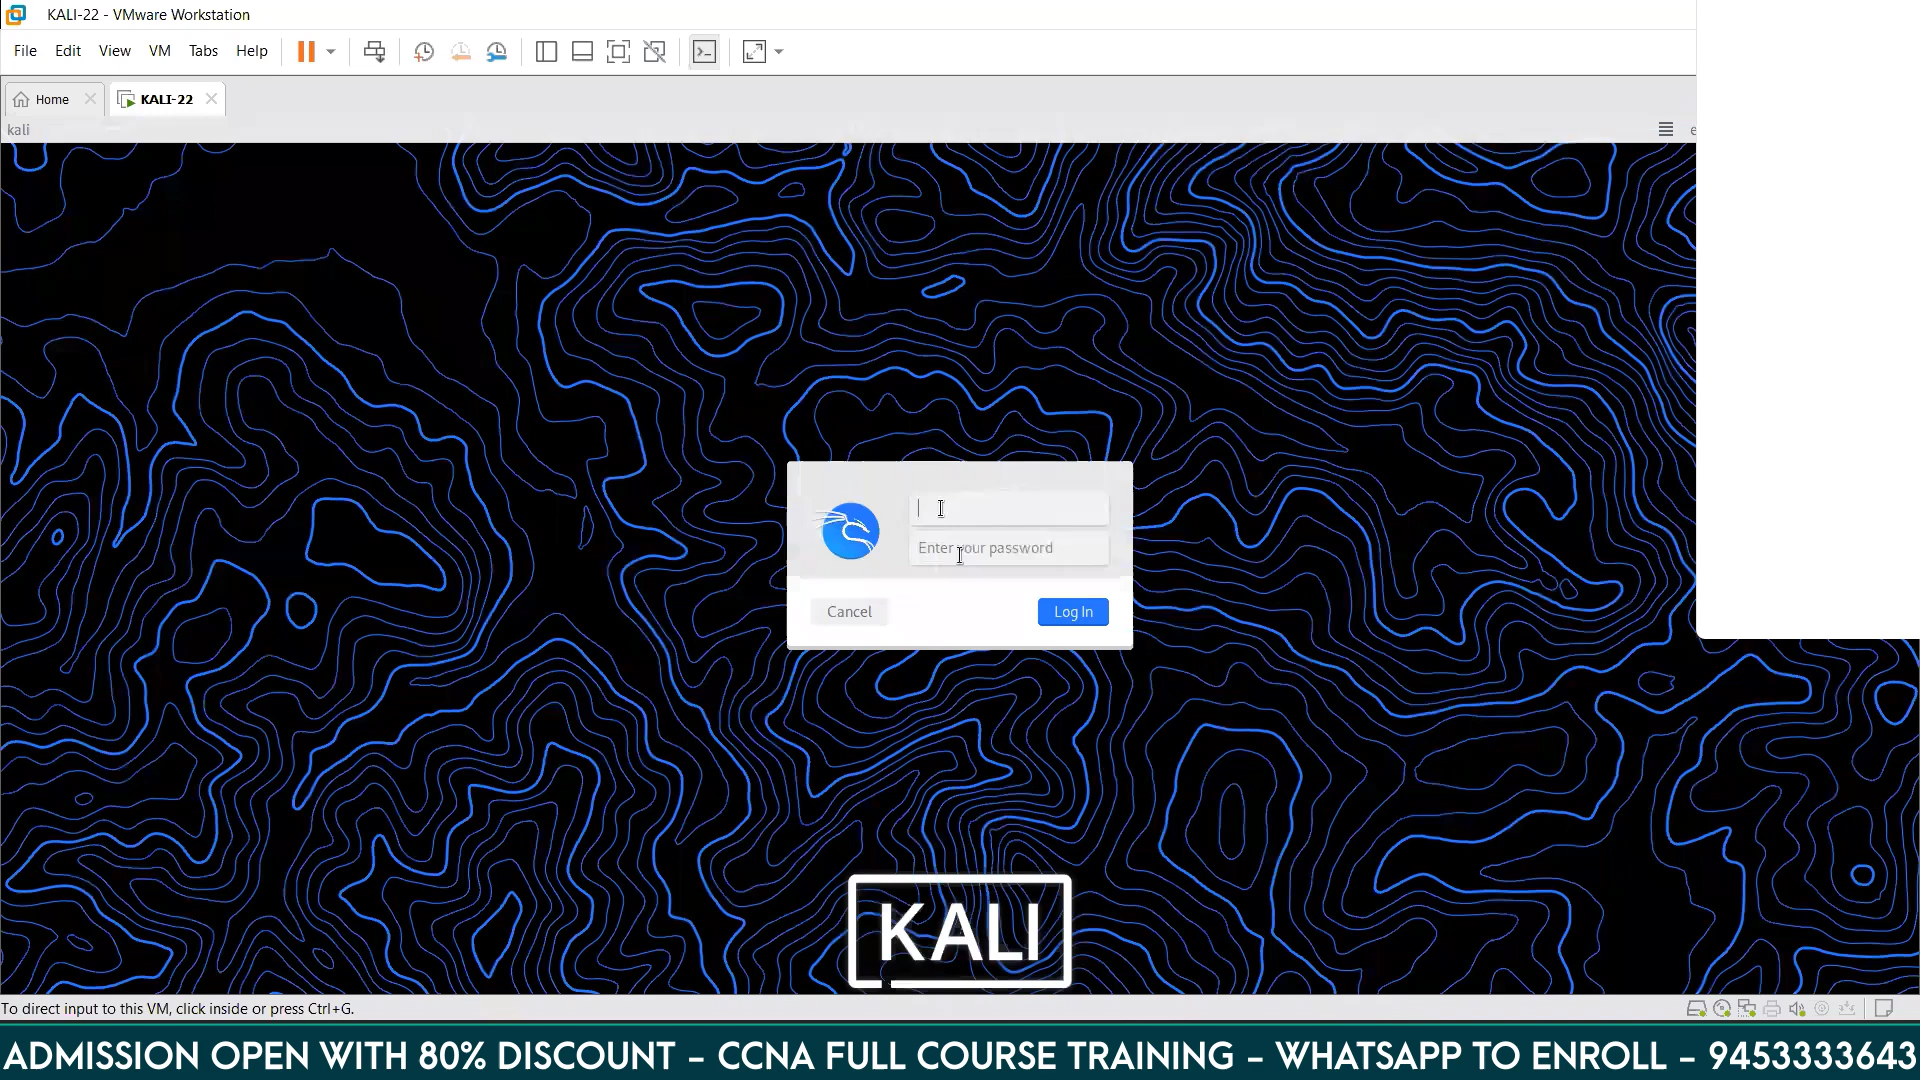 KALI-22 - VMware Workstation
File Edit View VM Tabs Help
Home KALI-22
kali
Enter your password
Cancel Log In
KALI
To direct input to this VM, click inside or press Ctrl+G.
ADMISSION OPEN WITH 80% DISCOUNT – CCNA FULL COURSE TRAINING – WHATSAPP TO ENROLL – 9453333643